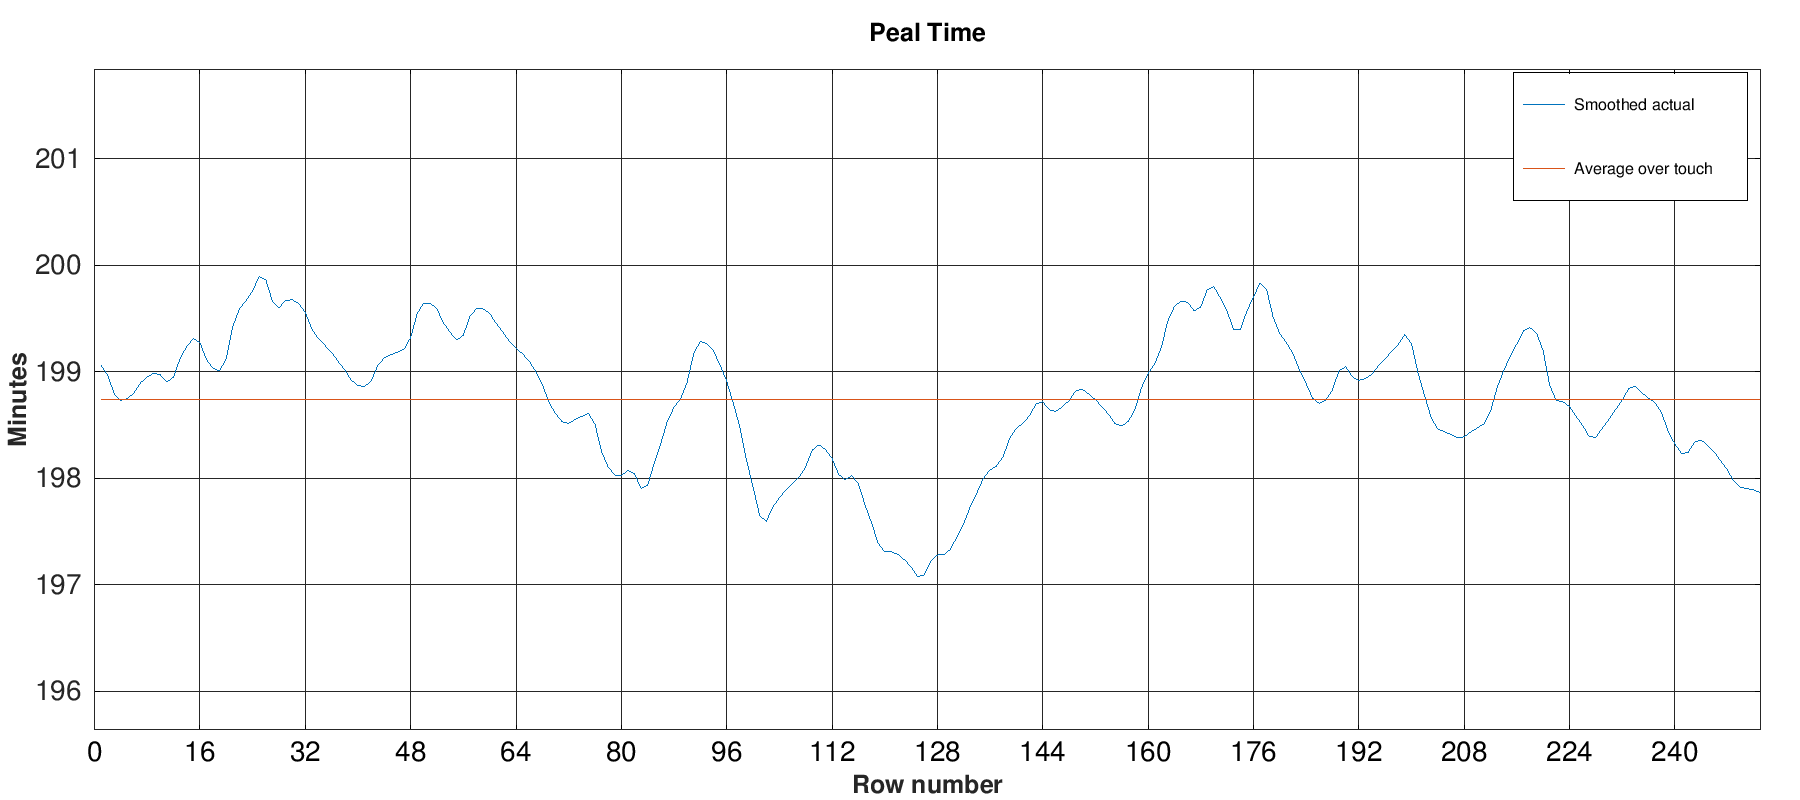 Peal Time
Smoothed actual
Average over touch
201
200
199
198
197
196
Minutes
0 16 32 48 64 80 96 112 128 144 160 176 192 208 224 240
Row number